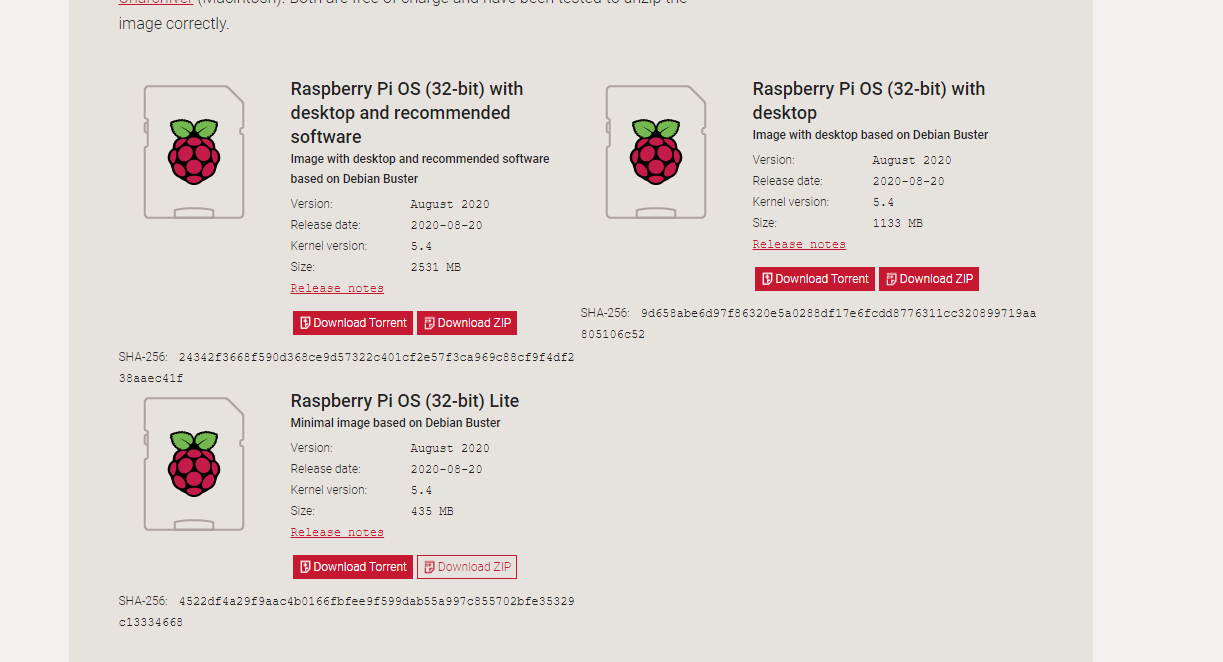 (Macintosh). Both are free of charge and have been tested to unzip the
image correctly.
Raspberry Pi OS (32-bit) with
desktop and recommended
software
Image with desktop and recommended software
based on Debian Buster
Version: August 2020
Release date: 2020-08-20
Kernel version: 5.4
Size: 2531 MB
Release notes
Download Torrent Download ZIP
SHA-256: 24342f3668f590d368ce9d57322c401cf2e57f3ca969c88cf9f4df2
38aaec41f
Raspberry Pi OS (32-bit) with
desktop
Image with desktop based on Debian Buster
Version: August 2020
Release date: 2020-08-20
Kernel version: 5.4
Size: 1133 MB
Release notes
Download Torrent Download ZIP
SHA-256: 9d658abe6d97f86320e5a0288df17e6fcdd8776311cc320899719aa
805106c52
Raspberry Pi OS (32-bit) Lite
Minimal image based on Debian Buster
Version: August 2020
Release date: 2020-08-20
Kernel version: 5.4
Size: 435 MB
Release notes
Download Torrent Download ZIP
SHA-256: 4522df4a29f9aac4b0166fbfee9f599dab55a997c855702bfe35329
c13334668